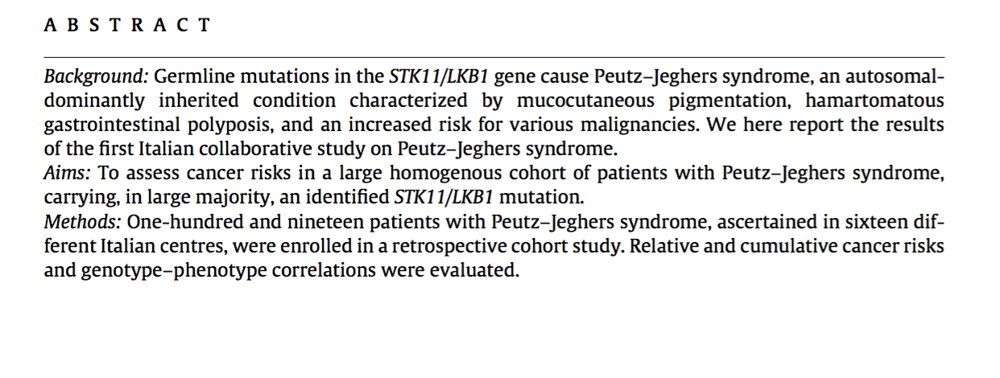 A B S T R A C T
Background: Germline mutations in the STK11/LKB1 gene cause Peutz–Jeghers syndrome, an autosomal-
dominantly inherited condition characterized by mucocutaneous pigmentation, hamartomatous
gastrointestinal polyposis, and an increased risk for various malignancies. We here report the results
of the first Italian collaborative study on Peutz–Jeghers syndrome.
Aims: To assess cancer risks in a large homogenous cohort of patients with Peutz–Jeghers syndrome,
carrying, in large majority, an identified STK11/LKB1 mutation.
Methods: One-hundred and nineteen patients with Peutz–Jeghers syndrome, ascertained in sixteen dif-
ferent Italian centres, were enrolled in a retrospective cohort study. Relative and cumulative cancer risks
and genotype–phenotype correlations were evaluated.